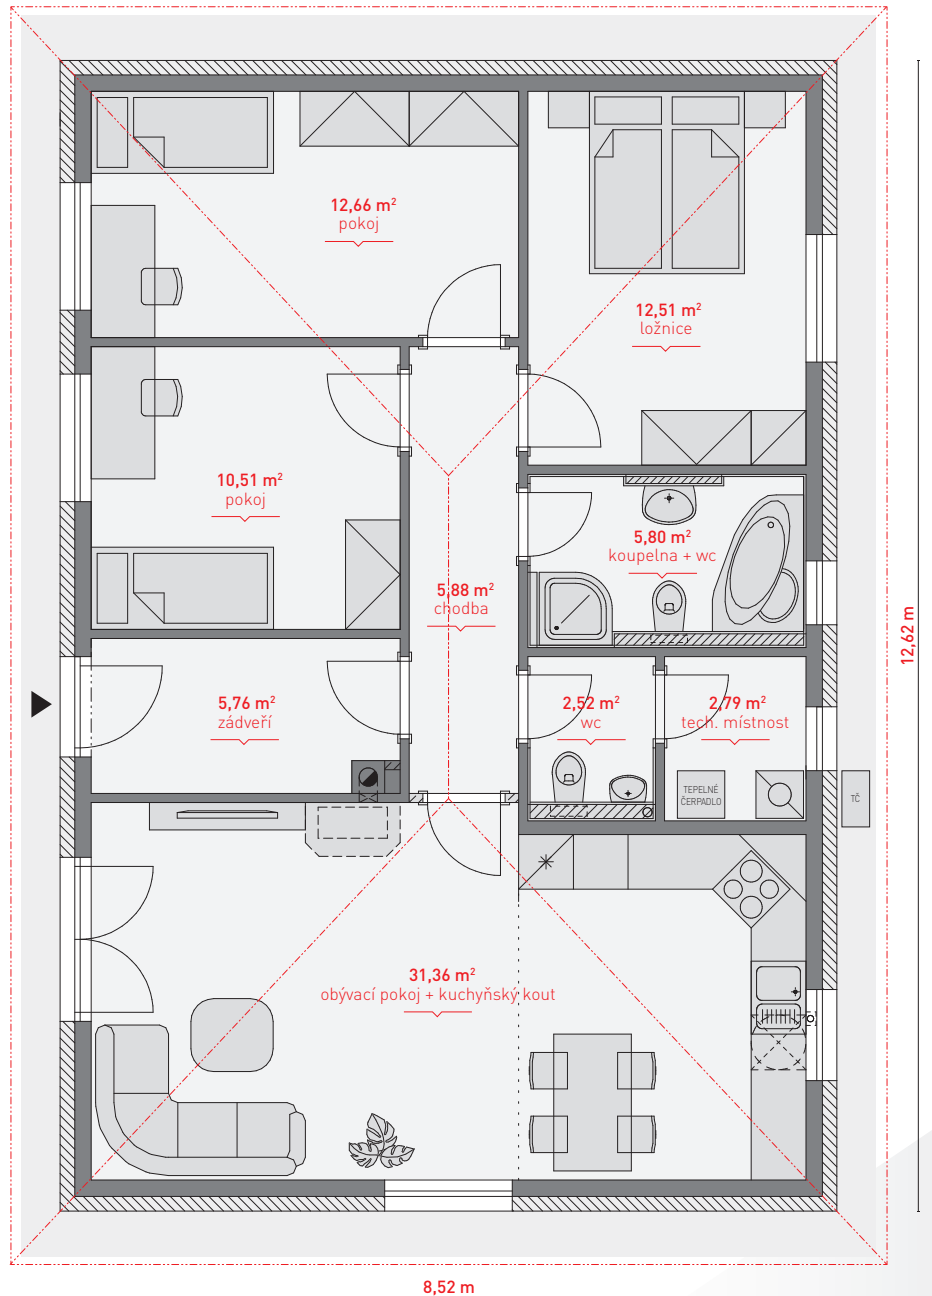 12,66 m²
pokoj
12,51 m²
ložnice
10,51 m²
pokoj
5,80 m²
koupelna + wc
5,88 m²
chodba
12,62 m
5,76 m²
zádveří
2,52 m²
wc
2,79 m²
tech. místnost
TEPELNÉ
ČERPADLO
TČ
31,36 m²
obývací pokoj + kuchyňský kout
8,52 m